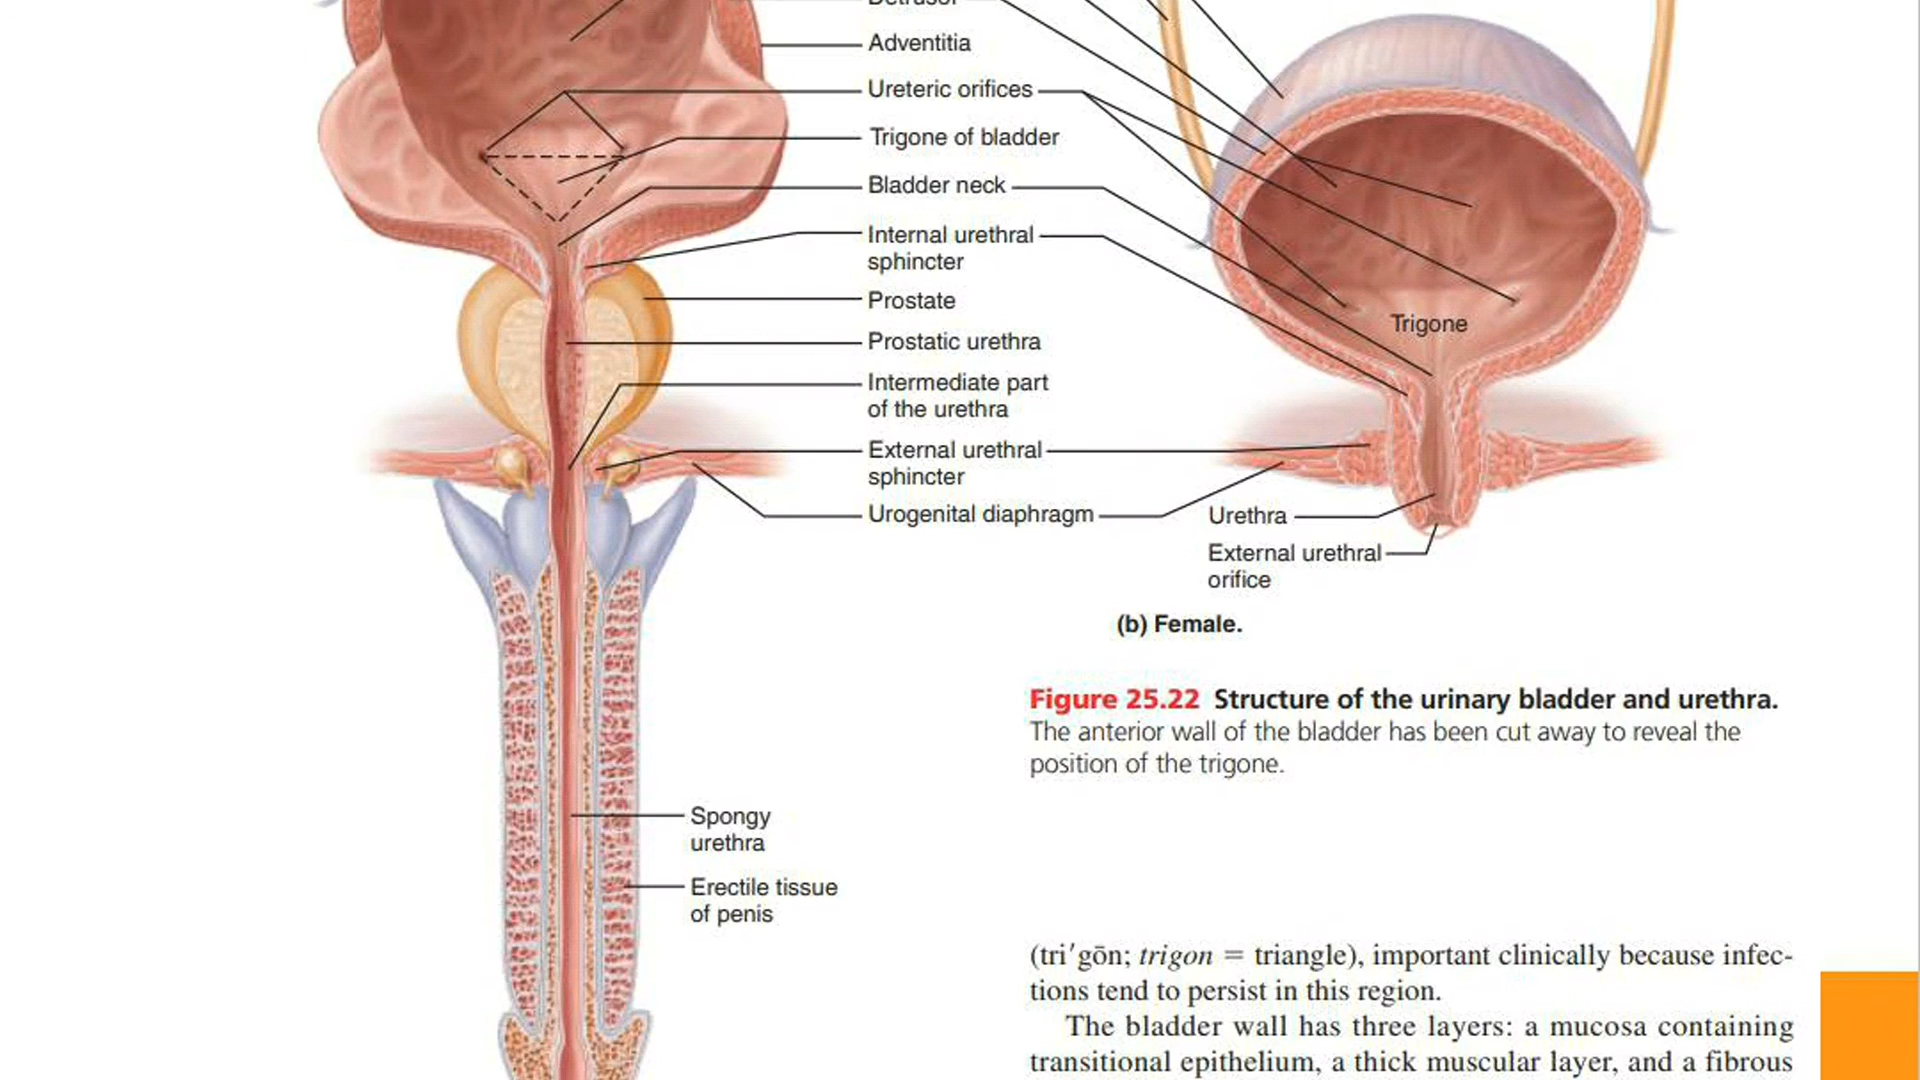 Detrusor
Adventitia
Ureteric orifices
Trigone of bladder
Bladder neck
Internal urethral
sphincter
Prostate
Prostatic urethra
Intermediate part
of the urethra
External urethral
sphincter
Urogenital diaphragm
Trigone
Urethra
External urethral
orifice
(b) Female.
Figure 25.22 Structure of the urinary bladder and urethra.
The anterior wall of the bladder has been cut away to reveal the
position of the trigone.
Spongy
urethra
Erectile tissue
of penis
(tri′gōn; trigon = triangle), important clinically because infec-
tions tend to persist in this region.
The bladder wall has three layers: a mucosa containing
transitional epithelium, a thick muscular layer, and a fibrous